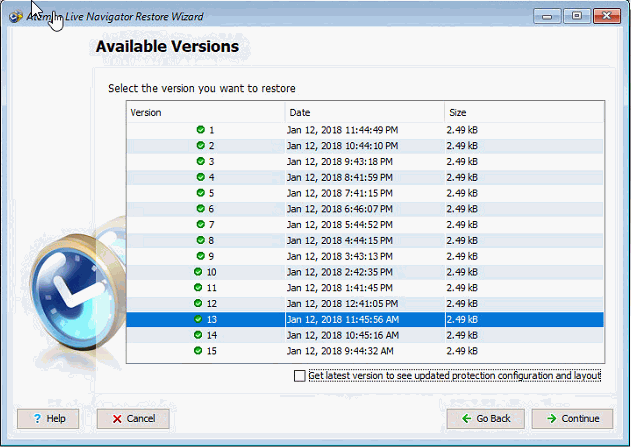 Live Navigator Restore Wizard
Available Versions
Select the version you want to restore
Version Date Size
1 Jan 12, 2018 11:44:49 PM 2.49 kB
2 Jan 12, 2018 10:44:10 PM 2.49 kB
3 Jan 12, 2018 9:43:18 PM 2.49 kB
4 Jan 12, 2018 8:41:59 PM 2.49 kB
5 Jan 12, 2018 7:41:15 PM 2.49 kB
6 Jan 12, 2018 6:46:07 PM 2.49 kB
7 Jan 12, 2018 5:44:52 PM 2.49 kB
8 Jan 12, 2018 4:44:15 PM 2.49 kB
9 Jan 12, 2018 3:43:13 PM 2.49 kB
10 Jan 12, 2018 2:42:35 PM 2.49 kB
11 Jan 12, 2018 1:41:45 PM 2.49 kB
12 Jan 12, 2018 12:41:05 PM 2.49 kB
13 Jan 12, 2018 11:45:56 AM 2.49 kB
14 Jan 12, 2018 10:45:16 AM 2.49 kB
15 Jan 12, 2018 9:44:32 AM 2.49 kB
Get latest version to see updated protection configuration and layout
? Help Cancel Go Back Continue